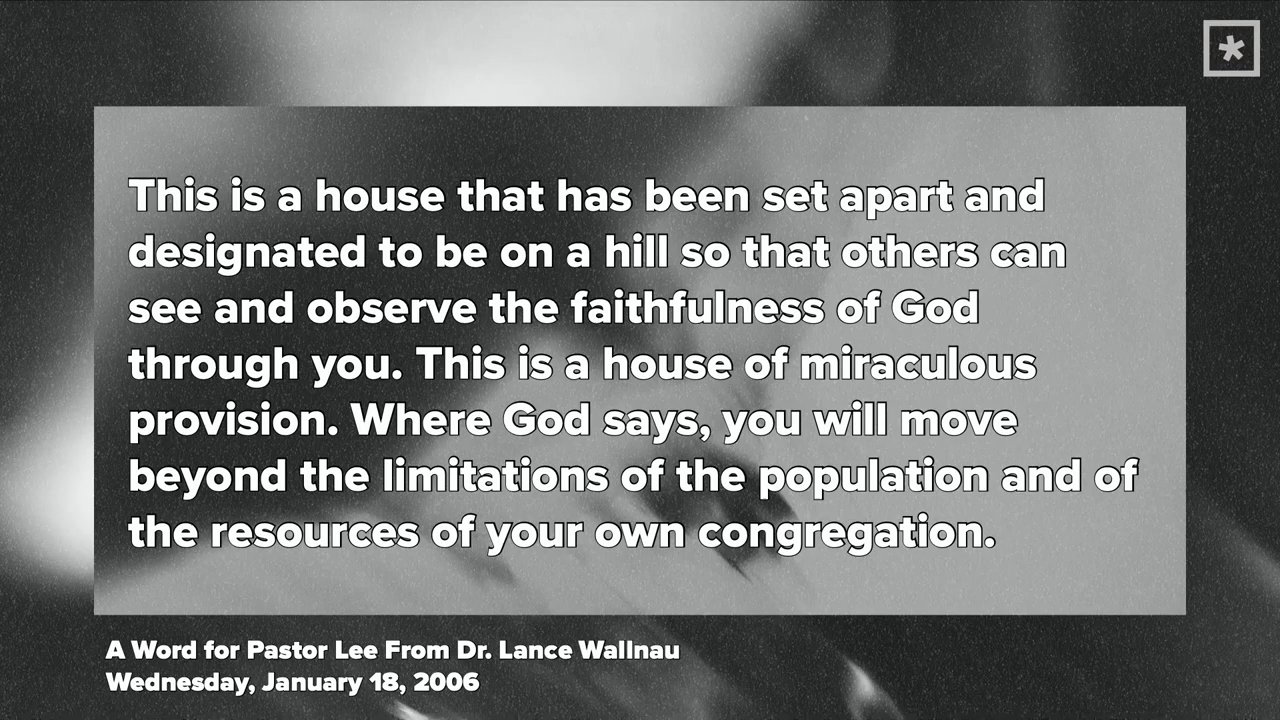 This is a house that has been set apart and
designated to be on a hill so that others can
see and observe the faithfulness of God
through you. This is a house of miraculous
provision. Where God says, you will move
beyond the limitations of the population and of
the resources of your own congregation.
A Word for Pastor Lee From Dr. Lance Wallnau
Wednesday, January 18, 2006